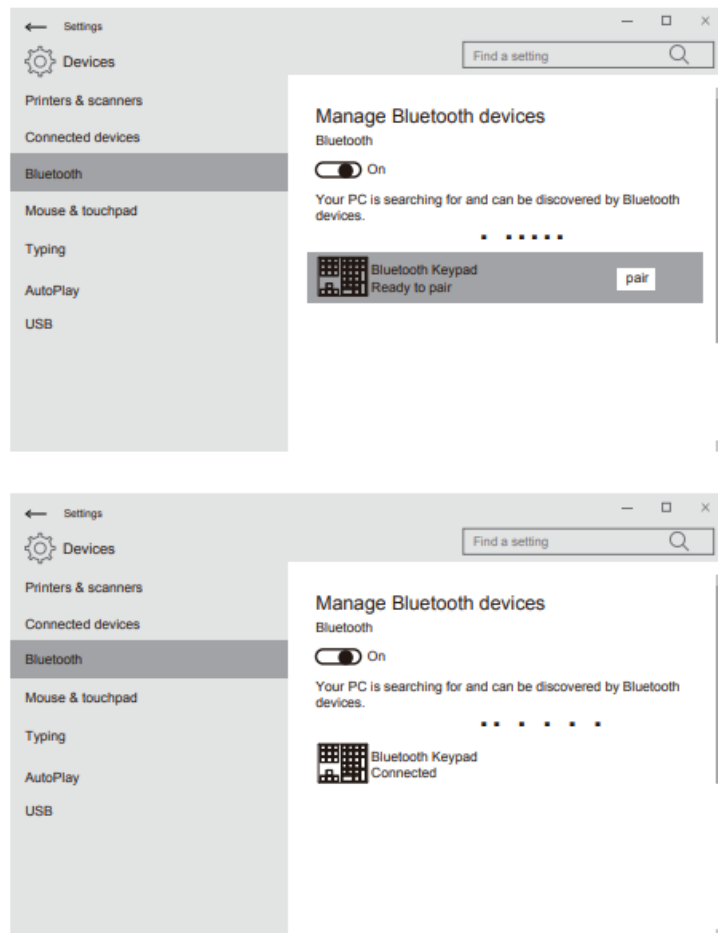 Settings
Devices
Find a setting
Printers & scanners
Connected devices
Bluetooth
Mouse & touchpad
Typing
AutoPlay
USB
Manage Bluetooth devices
Bluetooth
On
Your PC is searching for and can be discovered by Bluetooth
devices.
Bluetooth Keypad
Ready to pair
pair
Settings
Devices
Find a setting
Printers & scanners
Connected devices
Bluetooth
Mouse & touchpad
Typing
AutoPlay
USB
Manage Bluetooth devices
Bluetooth
On
Your PC is searching for and can be discovered by Bluetooth
devices.
Bluetooth Keypad
Connected